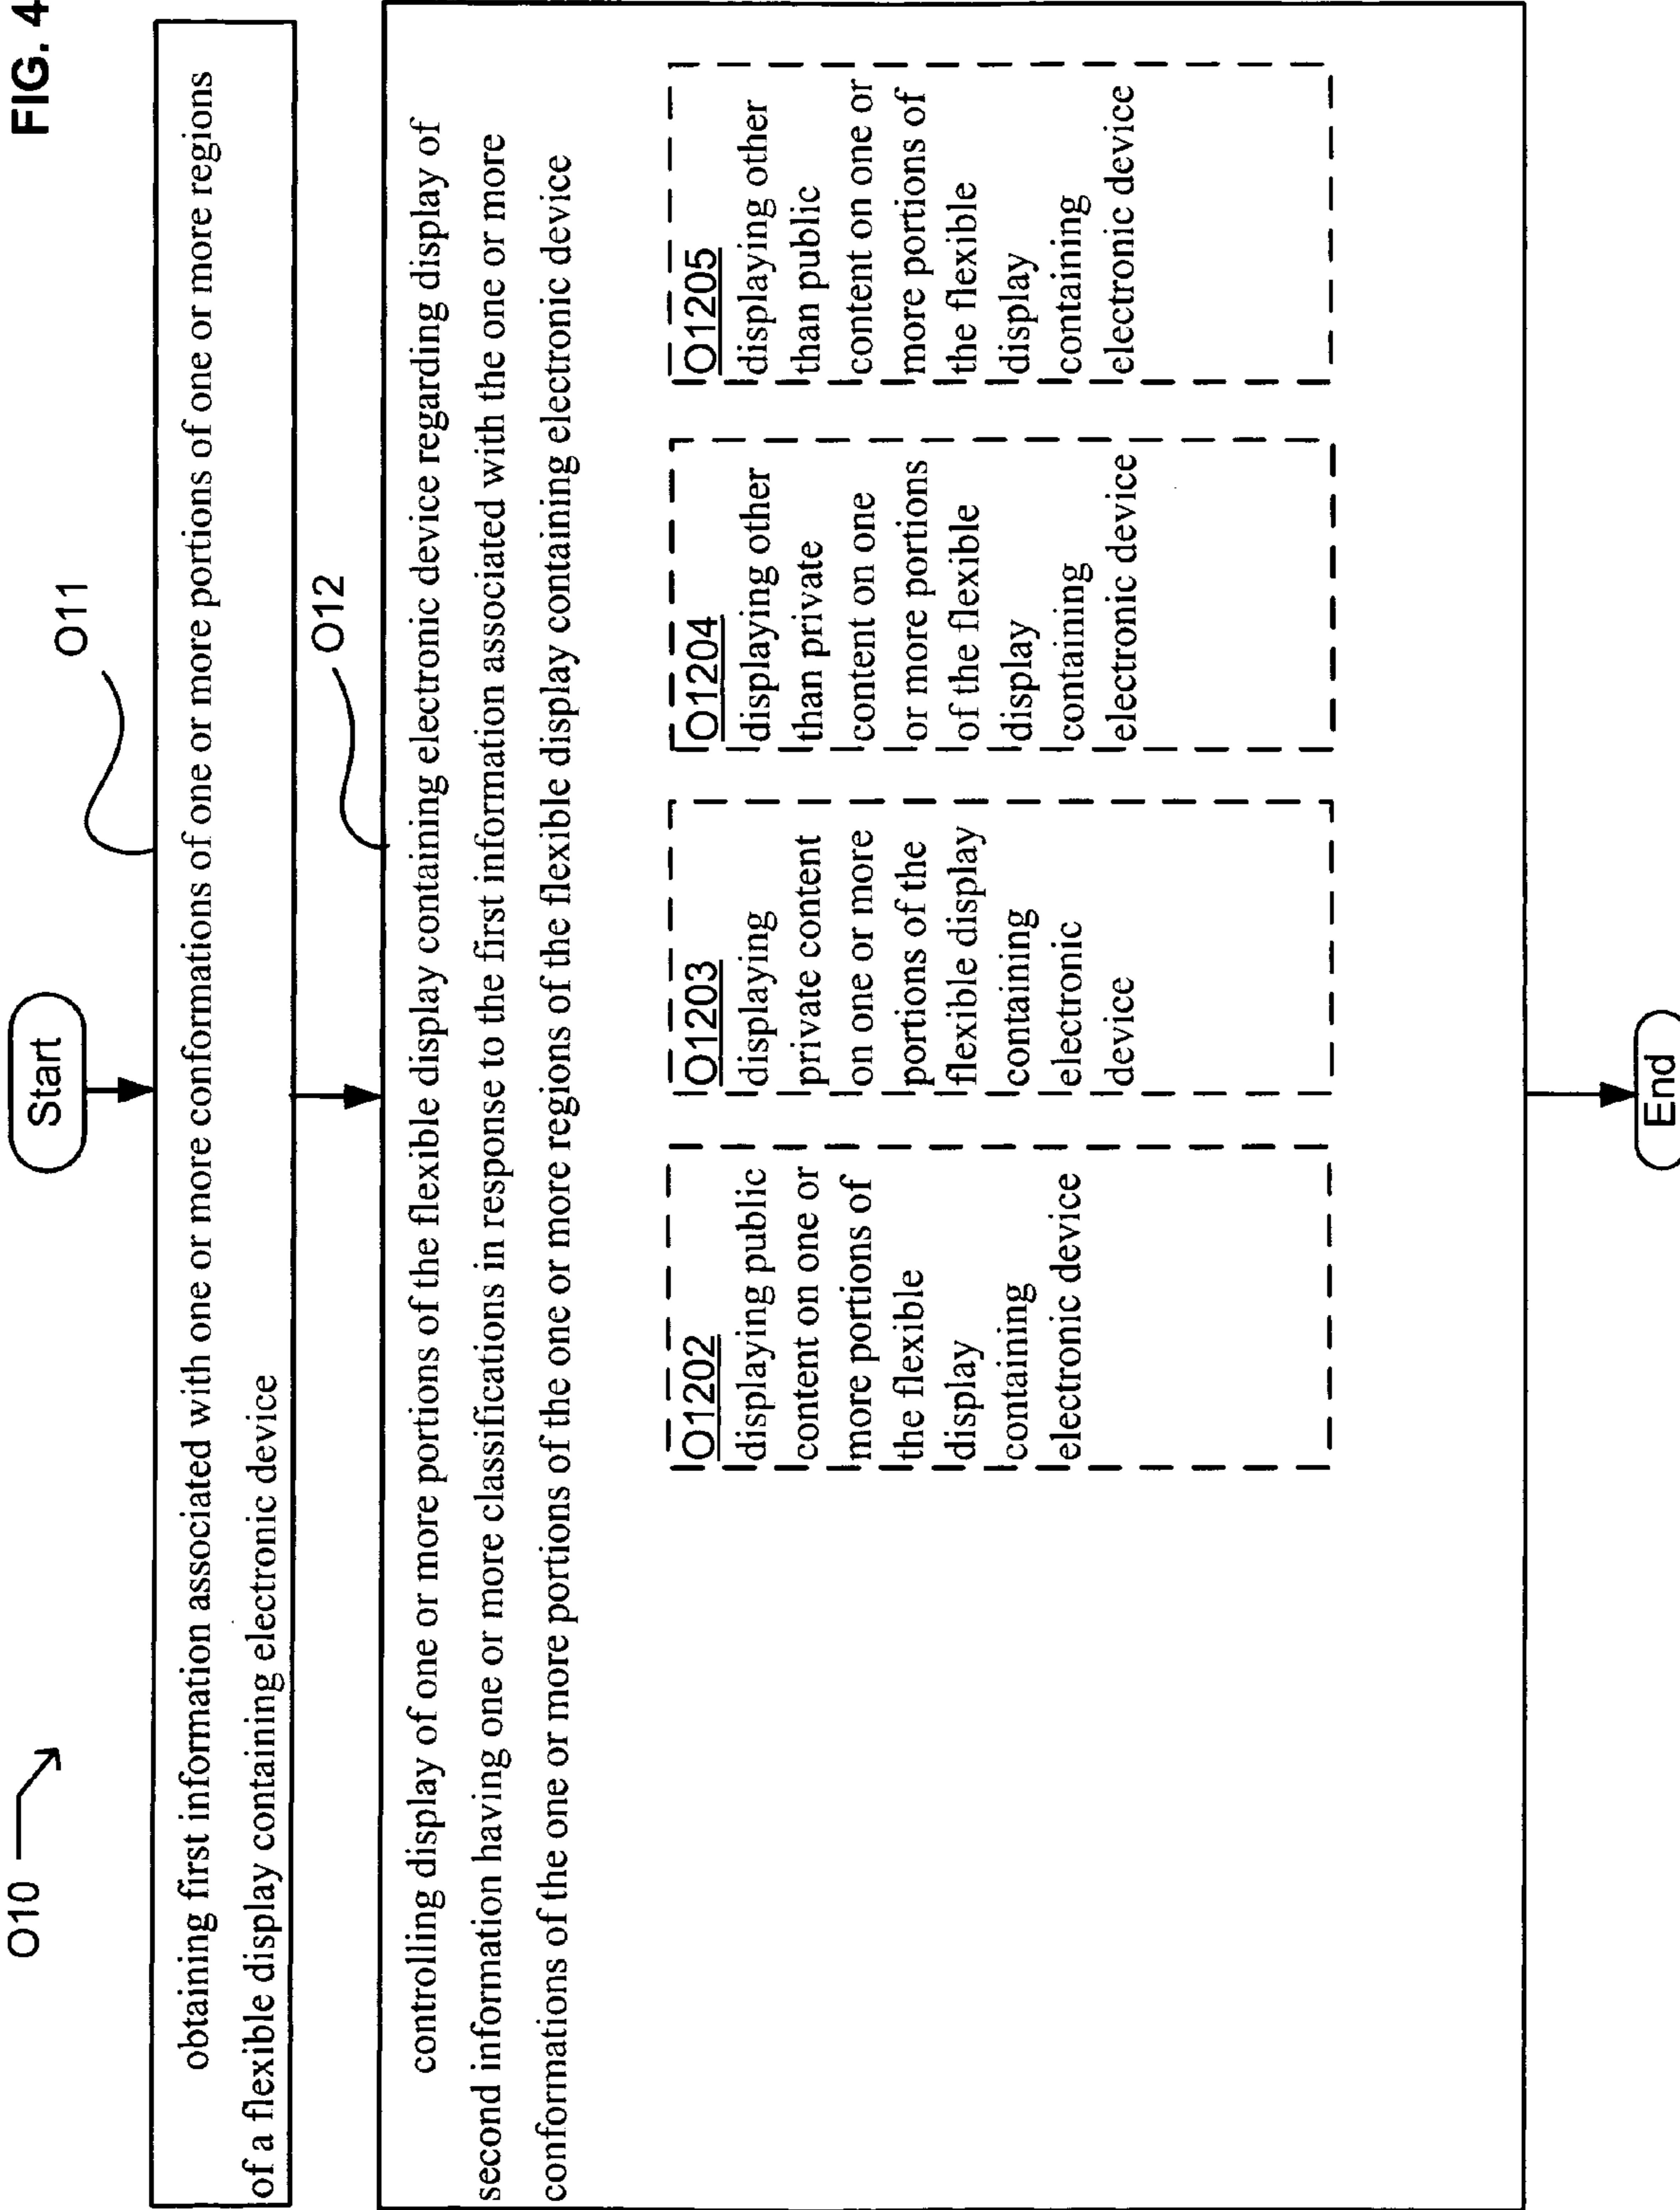 FIG. 4
O10
Start
O11
obtaining first information associated with one or more conformations of one or more portions of one or more regions
of a flexible display containing electronic device
O12
controlling display of one or more portions of the flexible display containing electronic device regarding display of
second information having one or more classifications in response to the first information associated with the one or more
conformations of the one or more portions of the one or more regions of the flexible display containing electronic device
O1202
displaying public
content on one or
more portions of
the flexible
display
containing
electronic device
O1203
displaying
private content
on one or more
portions of the
flexible display
containing
electronic
device
O1204
displaying other
than private
content on one
or more portions
of the flexible
display
containing
electronic device
O1205
displaying other
than public
content on one or
more portions of
the flexible
display
containing
electronic device
End